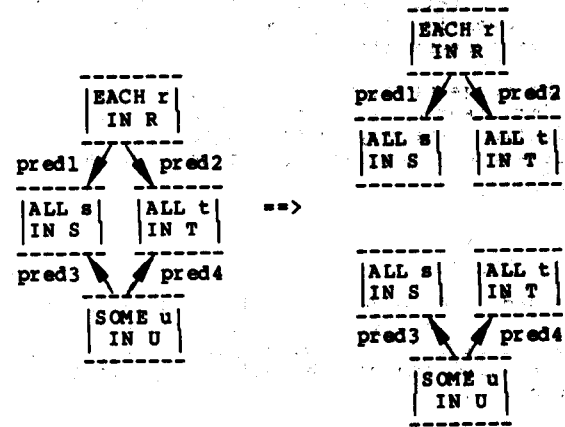 EACH r
IN R
pred1 pred2
ALL s ALL t
IN S IN T
pred3 pred4
SOME u
IN U
==>
EACH r
IN R
pred1 pred2
ALL s ALL t
IN S IN T
ALL s ALL t
IN S IN T
pred3 pred4
SOME u
IN U